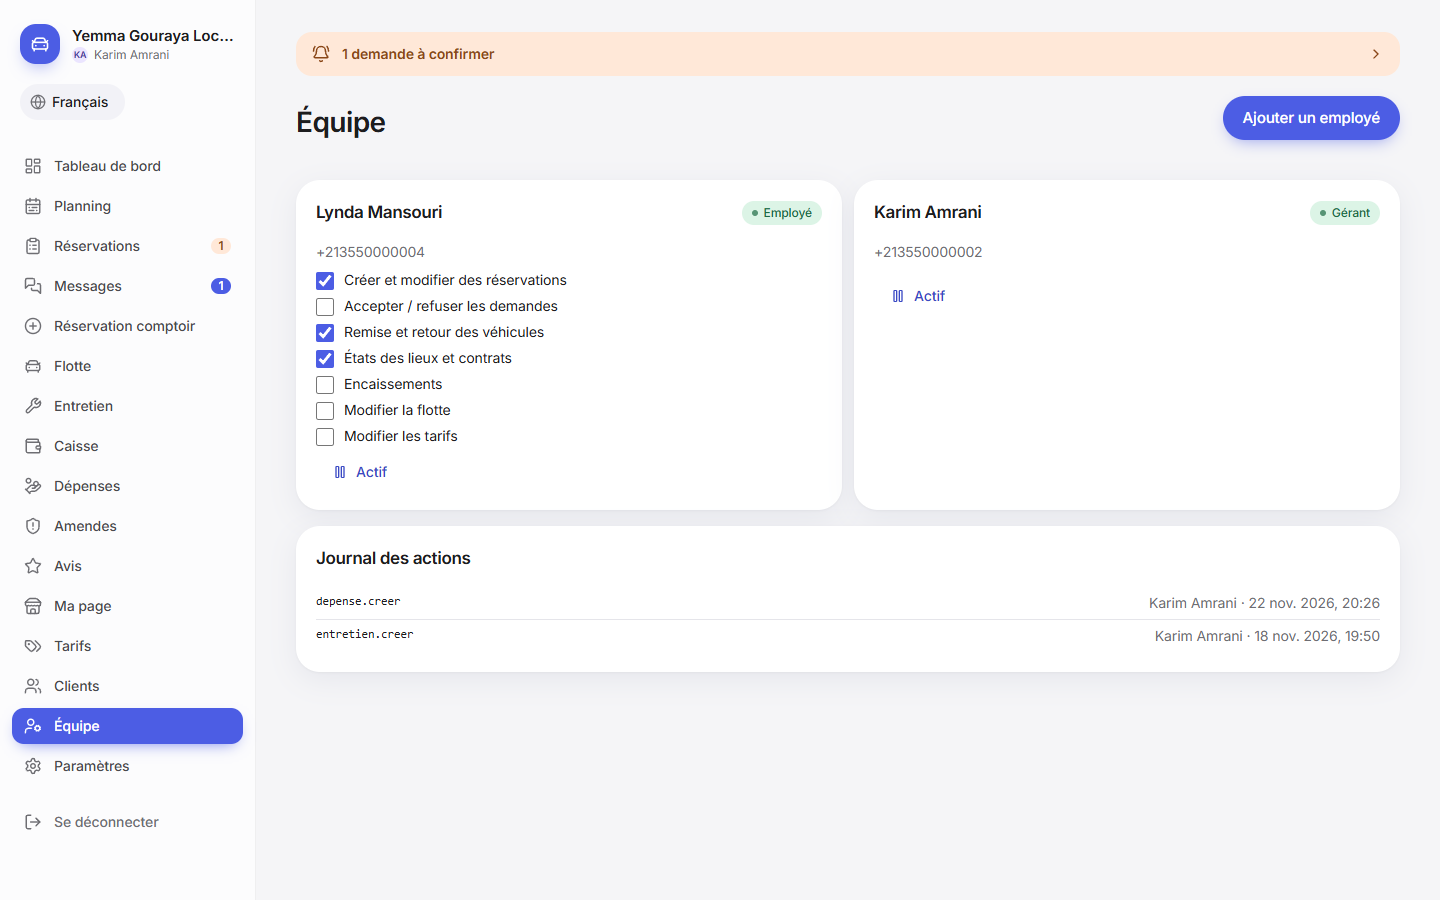 Yemma Gouraya Loc...
KA Karim Amrani
Français
Tableau de bord
Planning
Réservations 1
Messages 1
Réservation comptoir
Flotte
Entretien
Caisse
Dépenses
Amendes
Avis
Ma page
Tarifs
Clients
Équipe
Paramètres
Se déconnecter
1 demande à confirmer
Équipe
Ajouter un employé
Lynda Mansouri
Employé
+213550000004
Créer et modifier des réservations
Accepter / refuser les demandes
Remise et retour des véhicules
États des lieux et contrats
Encaissements
Modifier la flotte
Modifier les tarifs
Actif
Karim Amrani
Gérant
+213550000002
Actif
Journal des actions
depense.creer Karim Amrani · 22 nov. 2026, 20:26
entretien.creer Karim Amrani · 18 nov. 2026, 19:50